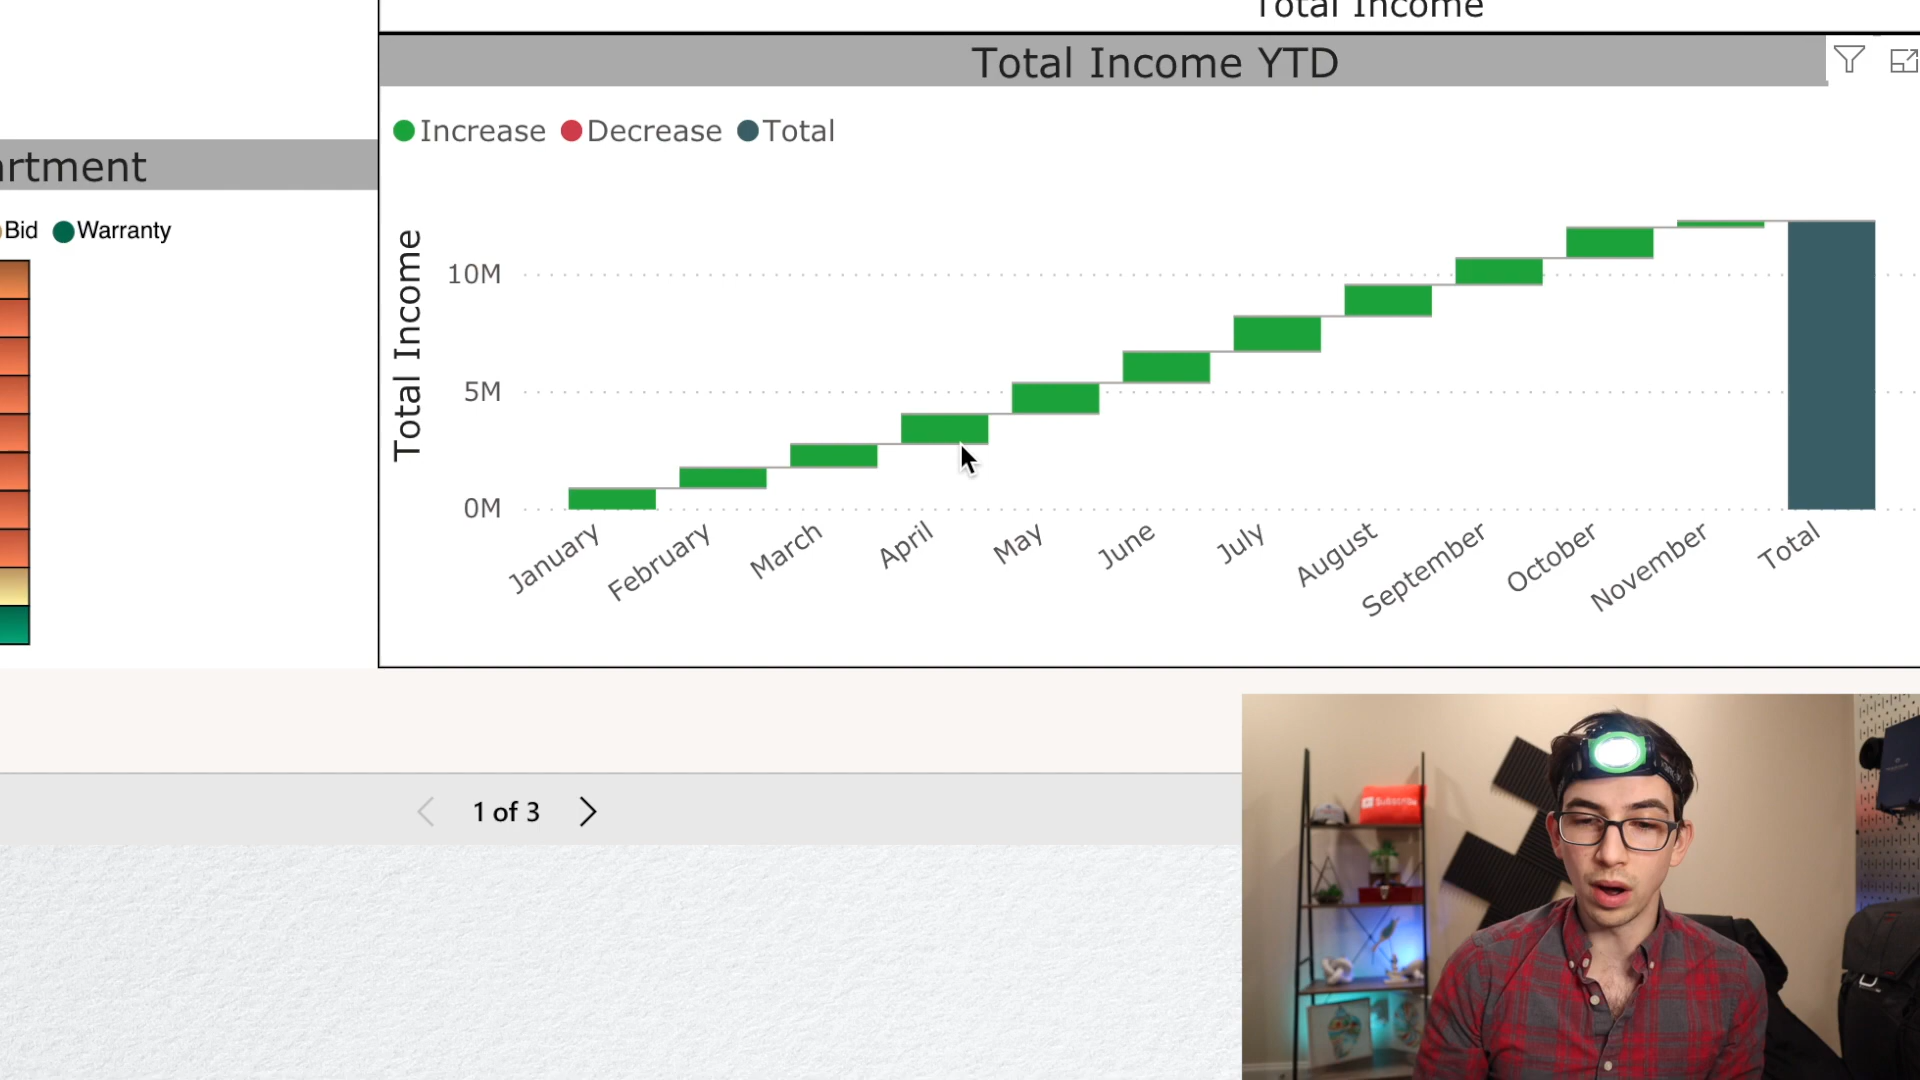 Total Income
Total Income YTD
Increase Decrease Total
artment
Bid Warranty
Total Income
10M
5M
0M
January
February
March
April
May
June
July
August
September
October
November
Total
1 of 3